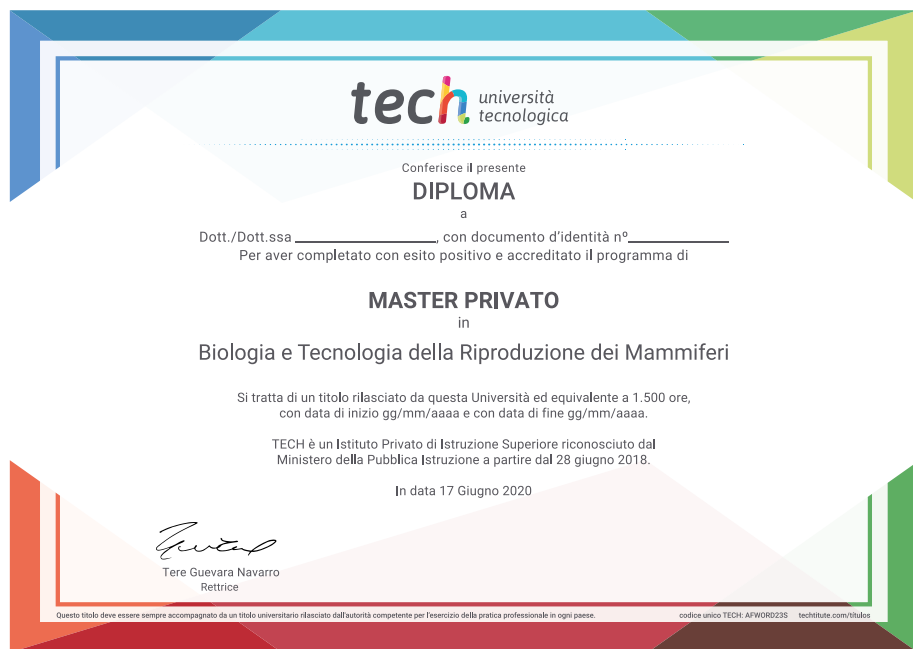 tech università
tecnologica
Conferisce il presente
DIPLOMA
a
Dott./Dott.ssa ________________, con documento d'identità nº____________
Per aver completato con esito positivo e accreditato il programma di
MASTER PRIVATO
in
Biologia e Tecnologia della Riproduzione dei Mammiferi
Si tratta di un titolo rilasciato da questa Università ed equivalente a 1.500 ore,
con data di inizio gg/mm/aaaa e con data di fine gg/mm/aaaa.
TECH è un Istituto Privato di Istruzione Superiore riconosciuto dal
Ministero della Pubblica Istruzione a partire dal 28 giugno 2018.
In data 17 Giugno 2020
Tere Guevara Navarro
Rettrice
Questo titolo deve essere sempre accompagnato da un titolo universitario rilasciato dall'autorità competente per l'esercizio della pratica professionale in ogni paese. codice unico TECH: AFWORD23S techtitute.com/títulos